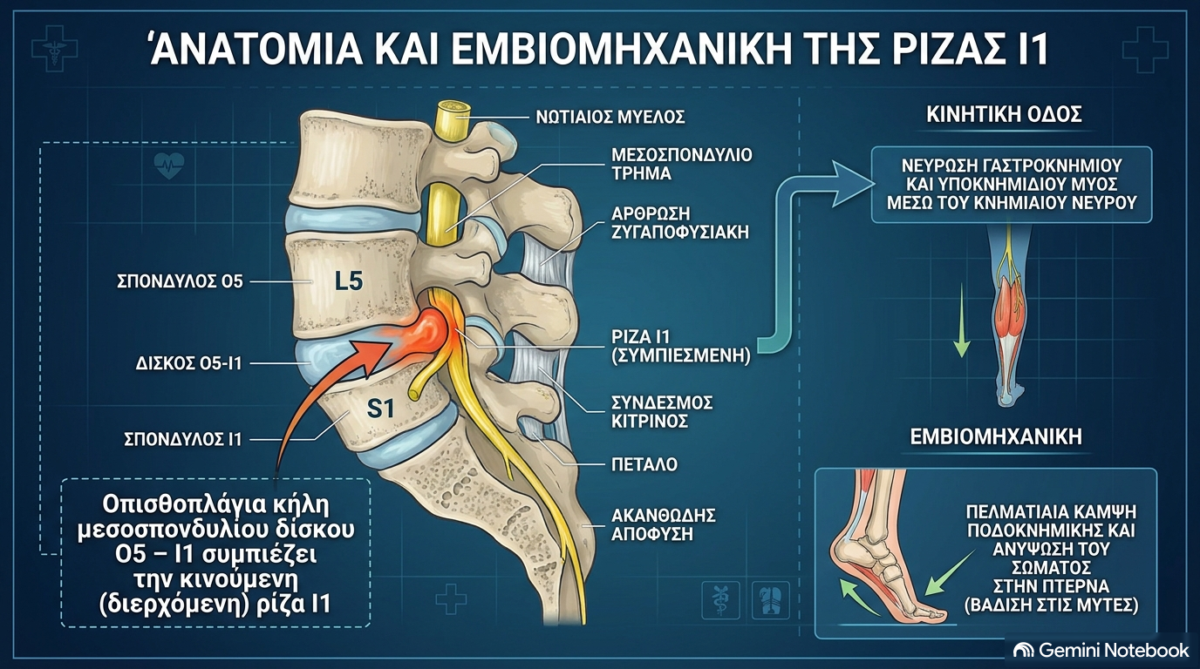 ‘ΑΝΑΤΟΜΙΑ ΚΑΙ ΕΜΒΙΟΜΗΧΑΝΙΚΗ ΤΗΣ ΡΙΖΑΣ Ι1
ΝΩΤΙΑΙΟΣ ΜΥΕΛΟΣ
ΜΕΣΟΣΠΟΝΔΥΛΙΟ
ΤΡΗΜΑ
ΑΡΘΡΩΣΗ
ΖΥΓΑΠΟΦΥΣΙΑΚΗ
ΣΠΟΝΔΥΛΟΣ Ο5
L5
ΡΙΖΑ Ι1
(ΣΥΜΠΙΕΣΜΕΝΗ)
ΔΙΣΚΟΣ Ο5-Ι1
S1
ΣΥΝΔΕΣΜΟΣ
ΚΙΤΡΙΝΟΣ
ΣΠΟΝΔΥΛΟΣ Ι1
ΠΕΤΑΛΟ
ΑΚΑΝΘΩΔΗΣ
ΑΠΟΦΥΣΗ
Οπισθοπλάγια κήλη
μεσοσπονδυλίου δίσκου
Ο5 – Ι1 συμπιέζει
την κινούμενη
(διερχόμενη) ρίζα Ι1
ΚΙΝΗΤΙΚΗ ΟΔΟΣ
ΝΕΥΡΩΣΗ ΓΑΣΤΡΟΚΝΗΜΙΟΥ
ΚΑΙ ΥΠΟΚΝΗΜΙΔΙΟΥ ΜΥΟΣ
ΜΕΣΩ ΤΟΥ ΚΝΗΜΙΑΙΟΥ ΝΕΥΡΟΥ
ΕΜΒΙΟΜΗΧΑΝΙΚΗ
ΠΕΛΜΑΤΙΑΙΑ ΚΑΜΨΗ
ΠΟΔΟΚΝΗΜΙΚΗΣ ΚΑΙ
ΑΝΥΨΩΣΗ ΤΟΥ
ΣΩΜΑΤΟΣ
ΣΤΗΝ ΠΤΕΡΝΑ
(ΒΑΔΙΣΗ ΣΤΙΣ ΜΥΤΕΣ)
Gemini Notebook